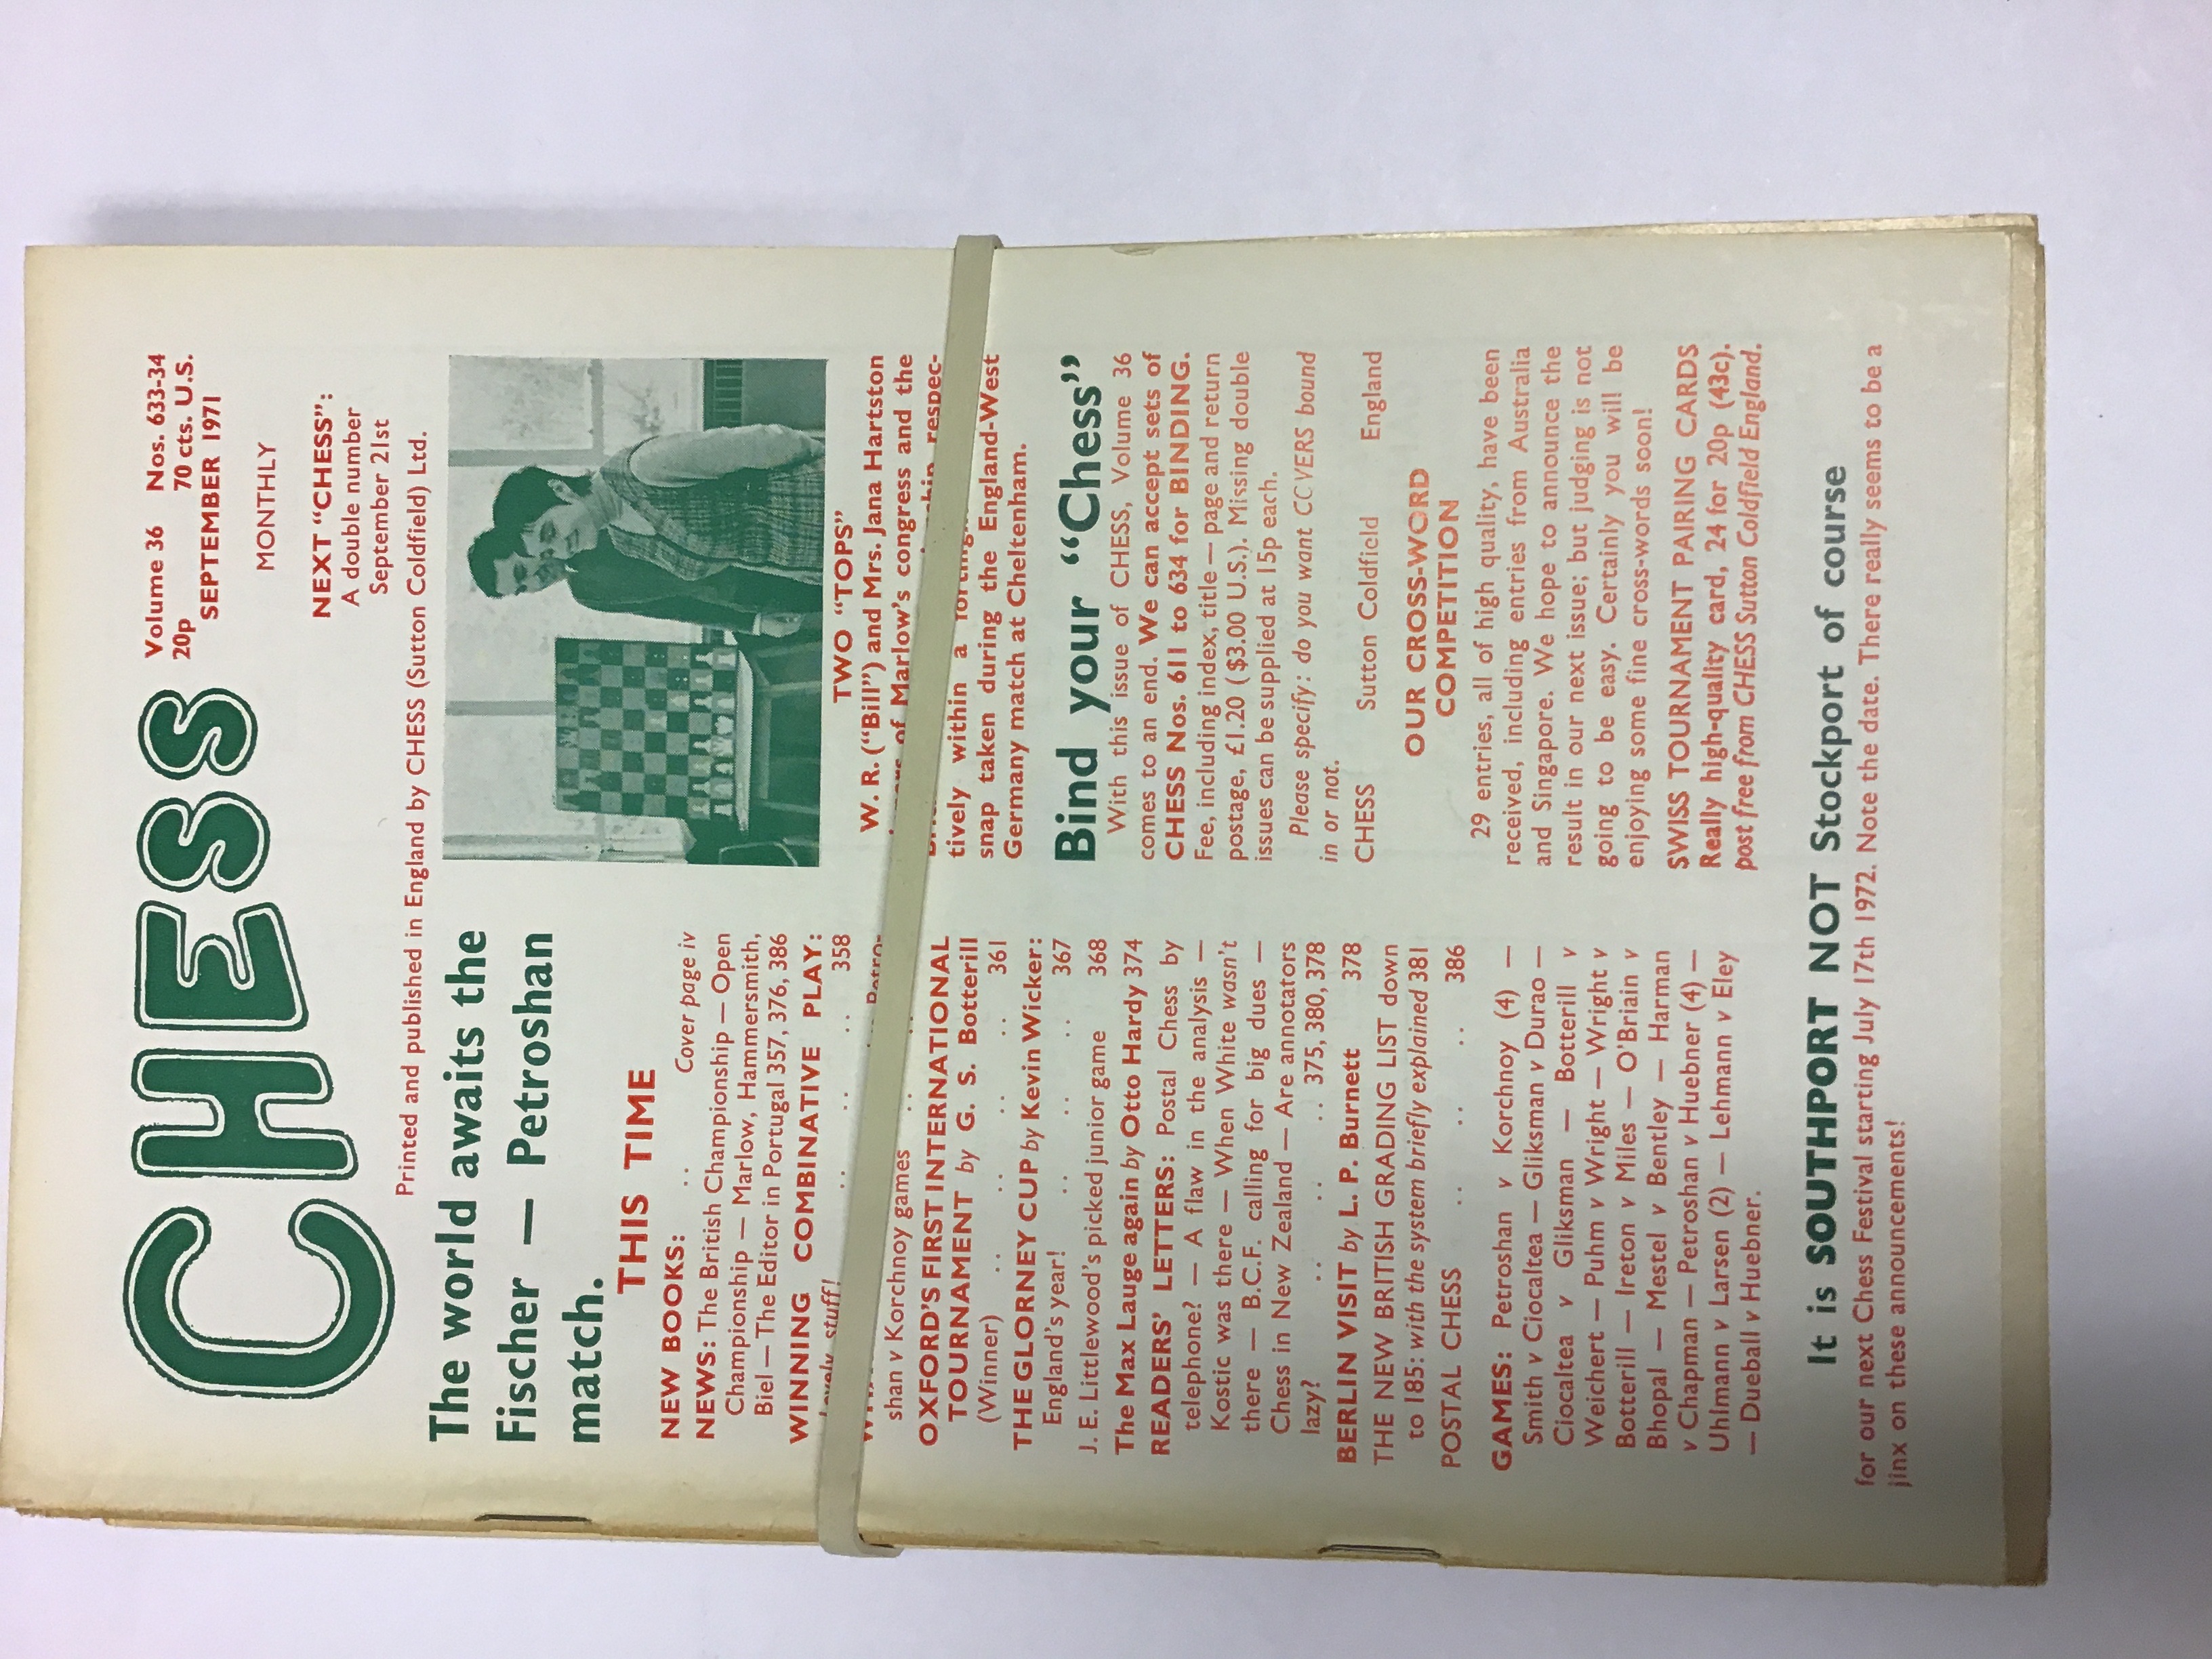 CHESS
Volume 36 Nos. 633-34
20p 70 cts. U.S.
SEPTEMBER 1971
MONTHLY
NEXT "CHESS":
A double number
September 21st
Printed and published in England by CHESS (Sutton Coldfield) Ltd.
The world awaits the
Fischer — Petroshan
match.
THIS TIME
NEW BOOKS: .. Cover page iv
NEWS: The British Championship — Open
Championship — Marlow, Hammersmith,
Biel — The Editor in Portugal 357, 376, 386
WINNING COMBINATIVE PLAY:
Lovely stuff! .. .. .. 358
Petro-
shan v Korchnoy games .. ..
OXFORD'S FIRST INTERNATIONAL
TOURNAMENT by G. S. Botterill
(Winner) .. .. .. 361
THE GLORNEY CUP by Kevin Wicker:
England's year! .. .. .. 367
J. E. Littlewood's picked junior game 368
The Max Lauge again by Otto Hardy 374
READERS' LETTERS: Postal Chess by
telephone? — A flaw in the analysis —
Kostic was there — When White wasn't
there — B.C.F. calling for big dues —
Chess in New Zealand — Are annotators
lazy? .. .. .. 375, 380, 378
BERLIN VISIT by L. P. Burnett 378
THE NEW BRITISH GRADING LIST down
to 185: with the system briefly explained 381
POSTAL CHESS .. .. .. 386
GAMES: Petroshan v Korchnoy (4) —
Smith v Ciocaltea — Gliksman v Durao —
Ciocaltea v Gliksman — Botterill v
Weichert — Puhm v Wright — Wright v
Botterill — Ireton v Miles — O'Briain v
Bhopal — Mestel v Bentley — Harman
v Chapman — Petroshan v Huebner (4) —
Uhlmann v Larsen (2) — Lehmann v Eley
— Dueball v Huebner.
TWO "TOPS"
W. R. ("Bill") and Mrs. Jana Hartston
of Marlow's congress and the
respec-
tively within a
snap taken during the England-West
Germany match at Cheltenham.
Bind your "Chess"
With this issue of CHESS, Volume 36
comes to an end. We can accept sets of
CHESS Nos. 611 to 634 for BINDING.
Fee, including index, title — page and return
postage, £1.20 ($3.00 U.S.). Missing double
issues can be supplied at 15p each.
Please specify: do you want CCVERS bound
in or not.
CHESS Sutton Coldfield England
OUR CROSS-WORD
COMPETITION
29 entries, all of high quality, have been
received, including entries from Australia
and Singapore. We hope to announce the
result in our next issue; but judging is not
going to be easy. Certainly you will be
enjoying some fine cross-words soon!
SWISS TOURNAMENT PAIRING CARDS
Really high-quality card, 24 for 20p (43c).
post free from CHESS Sutton Coldfield England.
It is SOUTHPORT NOT Stockport of course
for our next Chess Festival starting July 17th 1972. Note the date. There really seems to be a
jinx on these announcements!